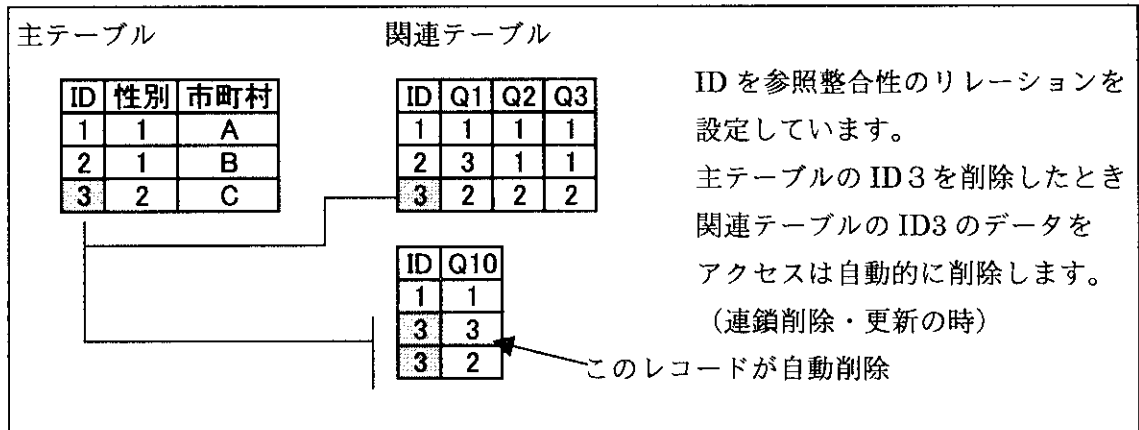 主テーブル
関連テーブル
ID 性別 市町村
1 1 A
2 1 B
3 2 C
ID Q1 Q2 Q3
1 1 1 1
2 3 1 1
3 2 2 2
ID Q10
1 1
3 3
3 2
ID を参照整合性のリレーションを
設定しています。
主テーブルの ID３を削除したとき
関連テーブルの ID3 のデータを
アクセスは自動的に削除します。
（連鎖削除・更新の時）
このレコードが自動削除